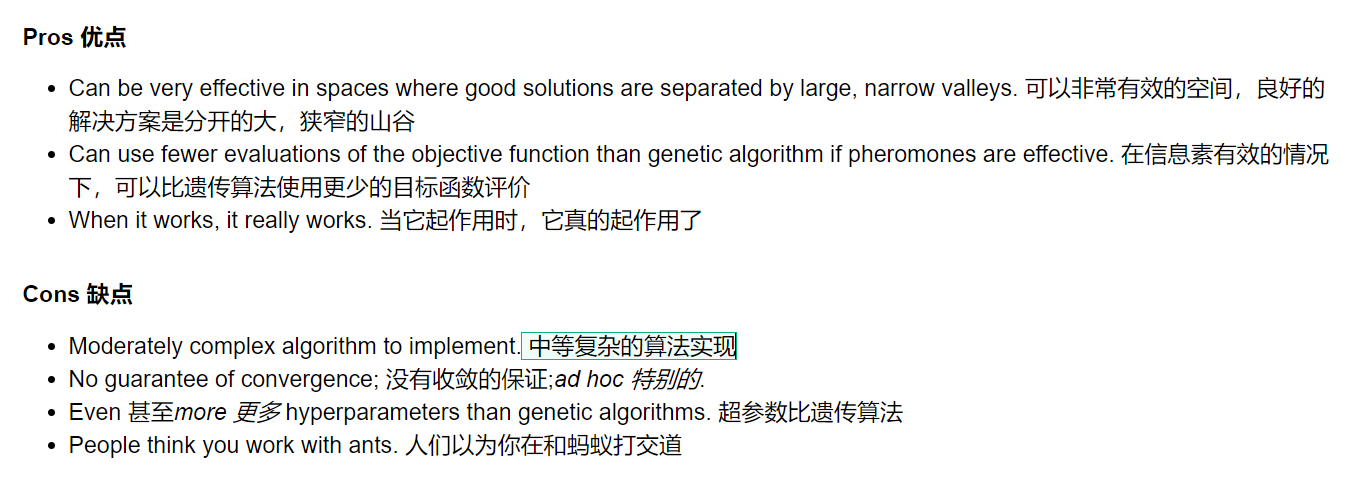 Pros 优点
Can be very effective in spaces where good solutions are separated by large, narrow valleys. 可以非常有效的空间，良好的
解决方案是分开的大，狭窄的山谷
Can use fewer evaluations of the objective function than genetic algorithm if pheromones are effective. 在信息素有效的情况
下，可以比遗传算法使用更少的目标函数评价
When it works, it really works. 当它起作用时，它真的起作用了
Cons 缺点
Moderately complex algorithm to implement. 中等复杂的算法实现
No guarantee of convergence; 没有收敛的保证;ad hoc 特别的.
Even 甚至more 更多 hyperparameters than genetic algorithms. 超参数比遗传算法
People think you work with ants. 人们以为你在和蚂蚁打交道